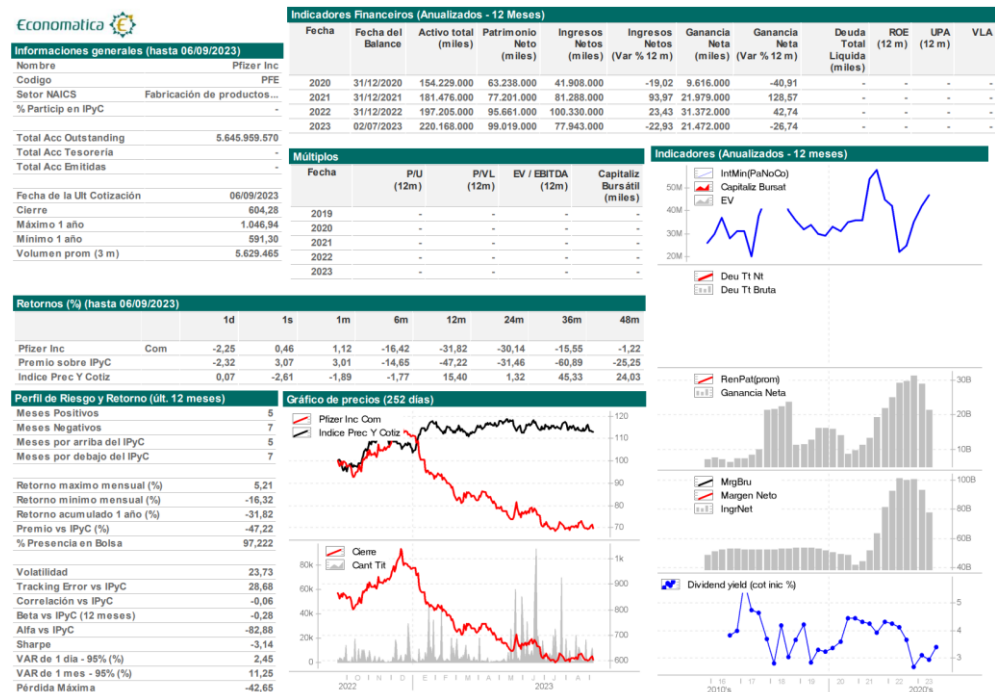 Economatica
Informaciones generales (hasta 06/09/2023)
Nombre Pfizer Inc
Codigo PFE
Setor NAICS Fabricación de productos...
% Particip en IPyC -
Total Acc Outstanding 5.645.959.570
Total Acc Tesorería -
Total Acc Emitidas -
Fecha de la Ult Cotización 06/09/2023
Cierre 604,28
Máximo 1 año 1.046,94
Mínimo 1 año 591,30
Volumen prom (3 m) 5.629.465
Indicadores Financeiros (Anualizados - 12 Meses)
Fecha Fecha del Balance Activo total (miles) Patrimonio Neto (miles) Ingresos Netos (miles) Ingresos Netos (Var % 12 m) Ganancia Neta (miles) Ganancia Neta (Var % 12 m) Deuda Total Liquida (miles) ROE (12 m) UPA (12 m) VLA
2020 31/12/2020 154.229.000 63.238.000 41.908.000 -19,02 9.616.000 -40,91 - - - -
2021 31/12/2021 181.476.000 77.201.000 81.288.000 93,97 21.979.000 128,57 - - - -
2022 31/12/2022 197.205.000 95.661.000 100.330.000 23,43 31.372.000 42,74 - - - -
2023 02/07/2023 220.168.000 99.019.000 77.943.000 -22,93 21.472.000 -26,74 - - - -
Múltiplos
Fecha P/U (12m) P/VL (12m) EV / EBITDA (12m) Capitaliz Bursátil (miles)
2019 - - - -
2020 - - - -
2021 - - - -
2022 - - - -
2023 - - - -
Indicadores (Anualizados - 12 meses)
IntMin(PaNoCo)
Capitaliz Bursat
EV
50M
40M
30M
20M
Deu Tt Nt
Deu Tt Bruta
RenPat(prom)
Ganancia Neta
30B
20B
10B
MrgBru
Margen Neto
IngrNet
100B
80B
60B
40B
Dividend yield (cot inic %)
5
4
3
16 17 18 19 20 21 22 23
2010's 2020's
Retornos (%) (hasta 06/09/2023)
1d 1s 1m 6m 12m 24m 36m 48m
Pfizer Inc Com -2,25 0,46 1,12 -16,42 -31,82 -30,14 -15,55 -1,22
Premio sobre IPyC -2,32 3,07 3,01 -14,65 -47,22 -31,46 -60,89 -25,25
Indice Prec Y Cotiz 0,07 -2,61 -1,89 -1,77 15,40 1,32 45,33 24,03
Perfil de Riesgo y Retorno (últ. 12 meses)
Meses Positivos 5
Meses Negativos 7
Meses por arriba del IPyC 5
Meses por debajo del IPyC 7
Retorno maximo mensual (%) 5,21
Retorno minimo mensual (%) -16,32
Retorno acumulado 1 año (%) -31,82
Premio vs IPyC (%) -47,22
% Presencia en Bolsa 97,222
Volatilidad 23,73
Tracking Error vs IPyC 28,68
Correlación vs IPyC -0,06
Beta vs IPyC (12 meses) -0,28
Alfa vs IPyC -82,88
Sharpe -3,14
VAR de 1 dia - 95% (%) 2,45
VAR de 1 mes - 95% (%) 11,25
Pérdida Máxima -42,65
Gráfico de precios (252 días)
Pfizer Inc Com
Indice Prec Y Cotiz
120
110
100
90
80
70
Cierre
Cant Tit
80k
60k
40k
20k
0
1k
900
800
700
600
O N D E F M A M J J A S
2022 2023